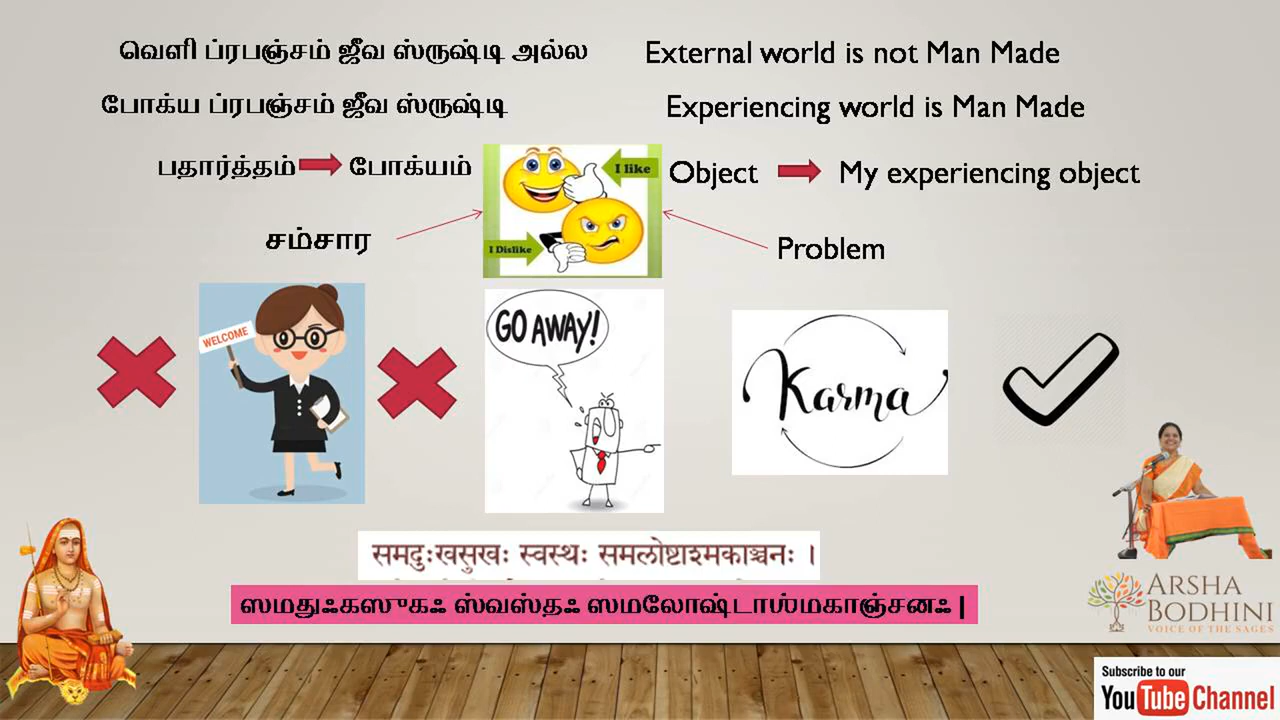 வெளி ப்ரபஞ்சம் ஜீவ ஸ்ருஷ்டி அல்ல External world is not Man Made
போக்ய ப்ரபஞ்சம் ஜீவ ஸ்ருஷ்டி Experiencing world is Man Made
பதார்த்தம் போக்யம்
I like
I Dislike
Object My experiencing object
சம்சார
Problem
WELCOME
GO AWAY!
Karma
समदुःखसुखः स्वस्थः समलोष्टाश्मकाञ्चनः ।
ஸமதுஃகஸுகஃ ஸ்வஸ்தஃ ஸமலோஷ்டாஶ்மகாஞ்சனஃ |
ARSHA
BODHINI
VOICE OF THE SAGES
Subscribe to our
YouTube Channel